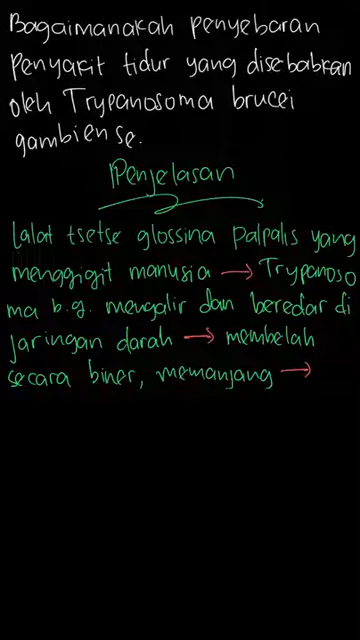 Bagaimanakah penyebaran
Penyakit tidur yang disebabkan
oleh Trypanosoma brucei
gambiense.
Penjelasan
Lalat tsetse glossina palpalis yang
menggigit manusia → Trypanoso
ma b.g. mengalir dan beredar di
jaringan darah → membelah
secara biner, memanjang →